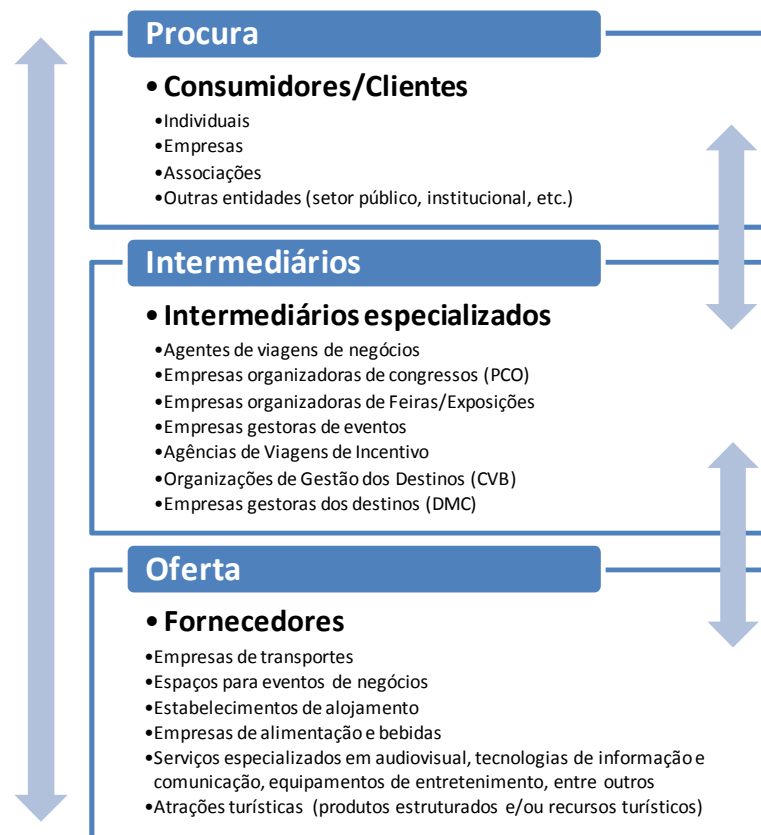 Procura
• Consumidores/Clientes
•Individuais
•Empresas
•Associações
•Outras entidades (setor público, institucional, etc.)
Intermediários
• Intermediários especializados
•Agentes de viagens de negócios
•Empresas organizadoras de congressos (PCO)
•Empresas organizadoras de Feiras/Exposições
•Empresas gestoras de eventos
•Agências de Viagens de Incentivo
•Organizações de Gestão dos Destinos (CVB)
•Empresas gestoras dos destinos (DMC)
Oferta
• Fornecedores
•Empresas de transportes
•Espaços para eventos de negócios
•Estabelecimentos de alojamento
•Empresas de alimentação e bebidas
•Serviços especializados em audiovisual, tecnologias de informação e
comunicação, equipamentos de entretenimento, entre outros
•Atrações turísticas (produtos estruturados e/ou recursos turísticos)